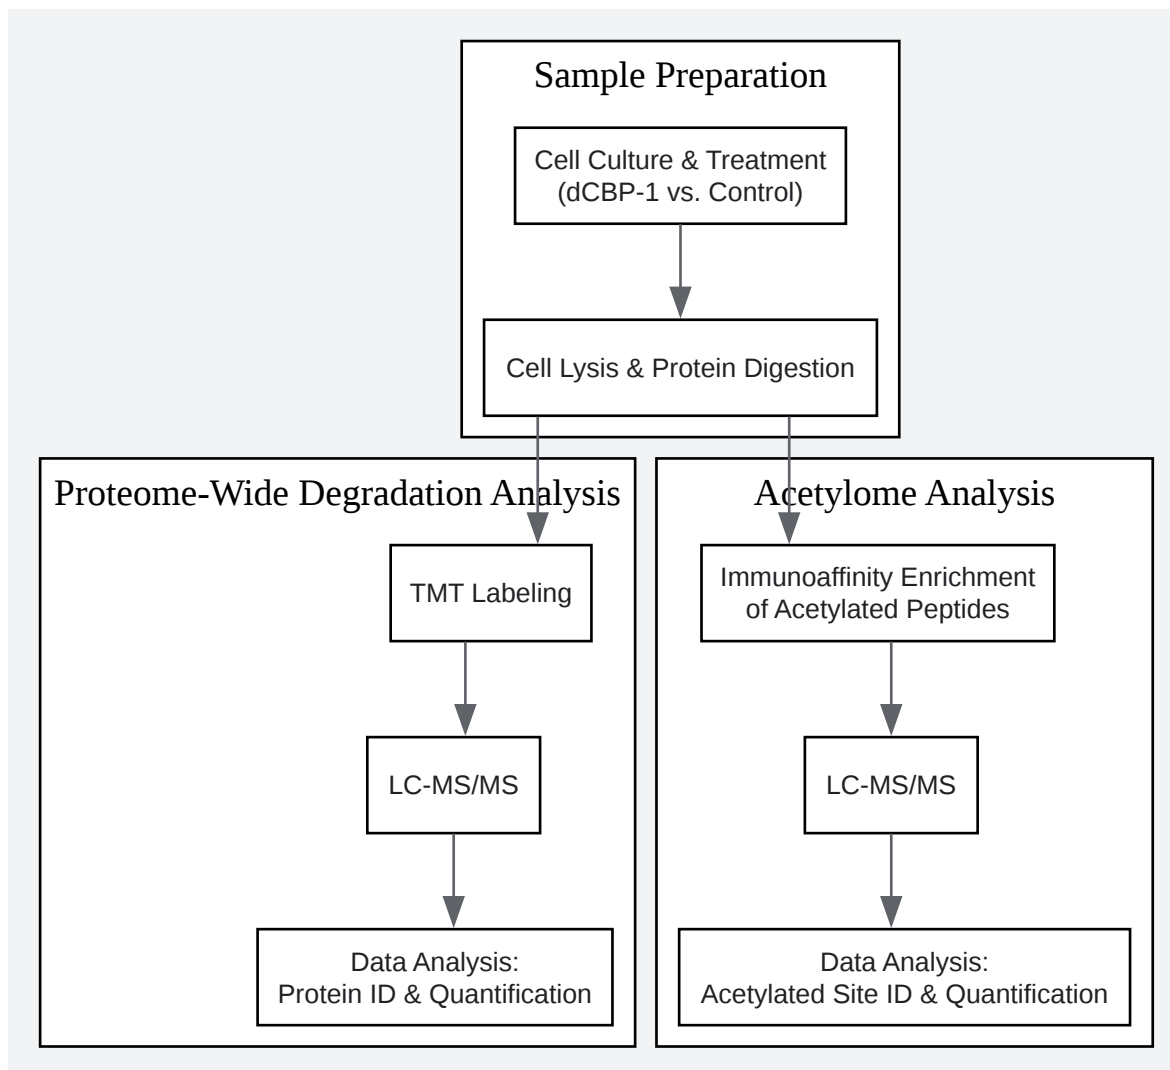 Sample Preparation
Cell Culture & Treatment
(dCBP-1 vs. Control)
Cell Lysis & Protein Digestion
Proteome-Wide Degradation Analysis
TMT Labeling
LC-MS/MS
Data Analysis:
Protein ID & Quantification
Acetylome Analysis
Immunoaffinity Enrichment
of Acetylated Peptides
LC-MS/MS
Data Analysis:
Acetylated Site ID & Quantification